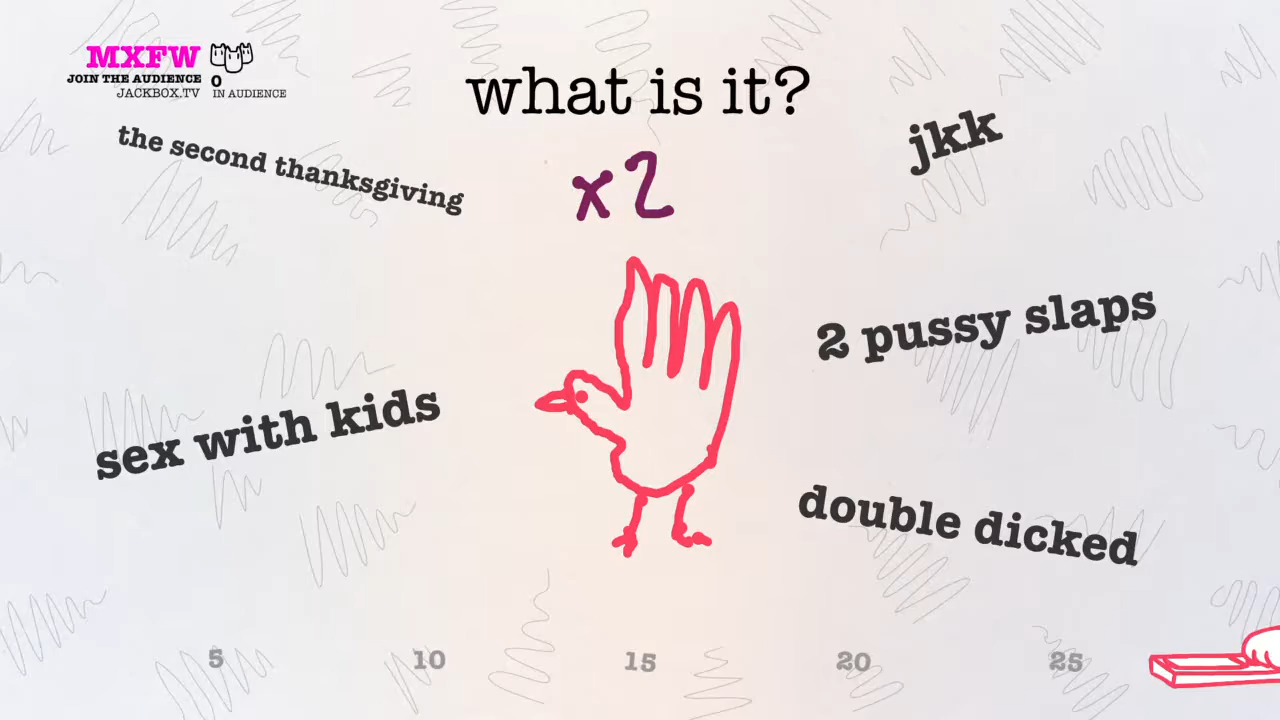 MXFW
JOIN THE AUDIENCE
JACKBOX.TV
0
IN AUDIENCE
what is it?
x2
the second thanksgiving
jkk
2 pussy slaps
sex with kids
double dicked
5
10
15
20
25